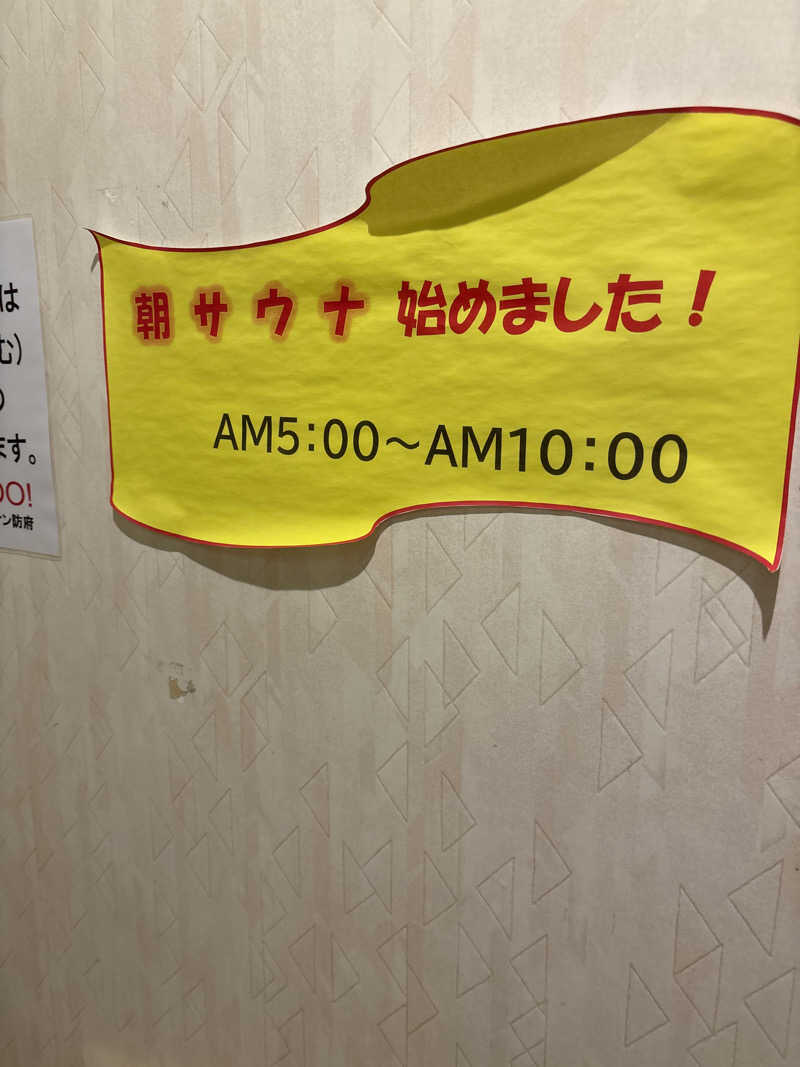 は
む)
の
ます。
OO!
ン防府
朝サウナ 始めました!
AM5:00~AM10:00